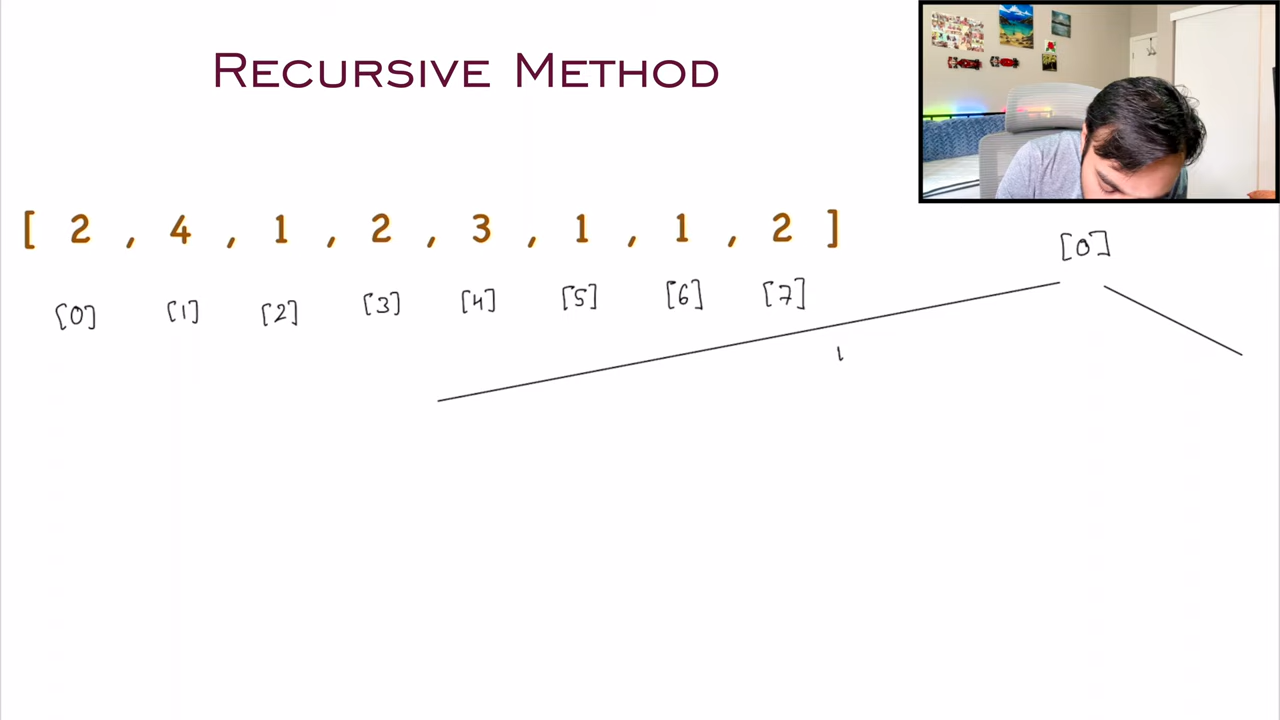 RECURSIVE METHOD
[ 2 , 4 , 1 , 2 , 3 , 1 , 1 , 2 ]
[0]
[0] [1] [2] [3] [4] [5] [6] [7]